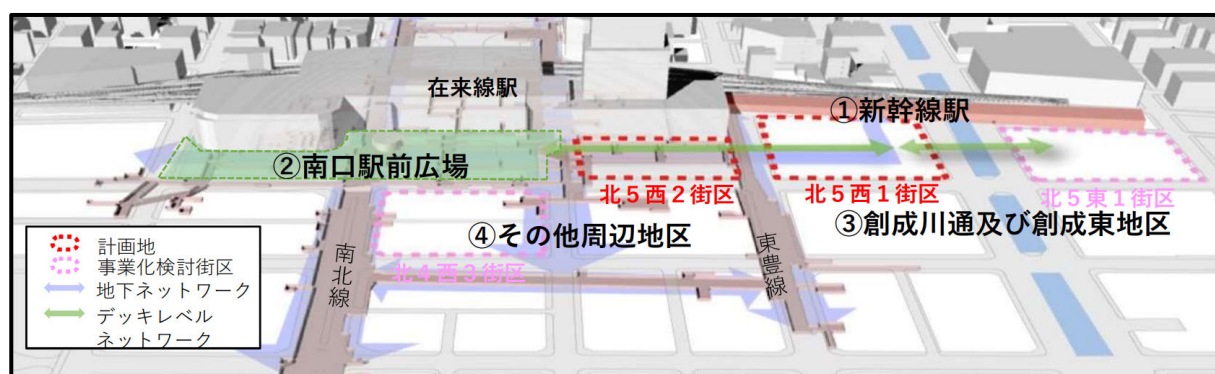 在来線駅
①新幹線駅
②南口駅前広場
北5西2街区
北5西1街区
北5東1街区
③創成川通及び創成東地区
④その他周辺地区
北4西3街区
南北線
東豊線
計画地
事業化検討街区
地下ネットワーク
デッキレベル
ネットワーク